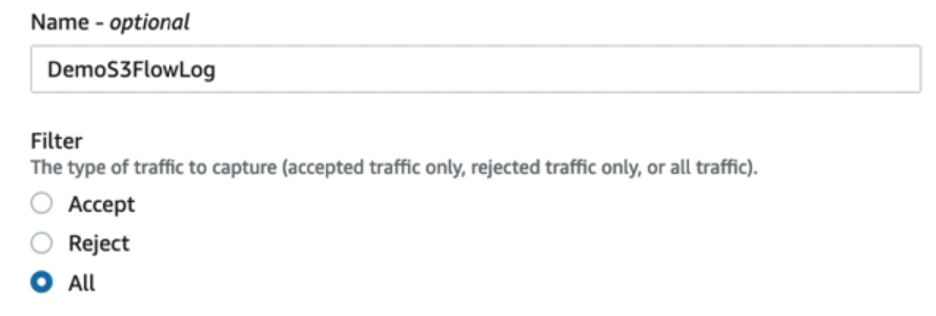 Name - optional
DemoS3FlowLog
Filter
The type of traffic to capture (accepted traffic only, rejected traffic only, or all traffic).
Accept
Reject
All